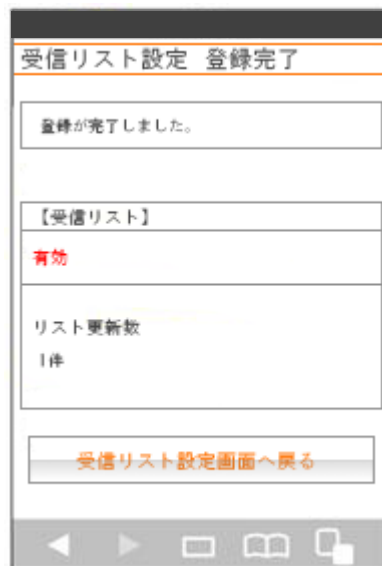 受信リスト設定 登録完了
登録が完了しました。
【受信リスト】
有効
リスト更新数
1件
受信リスト設定画面へ戻る